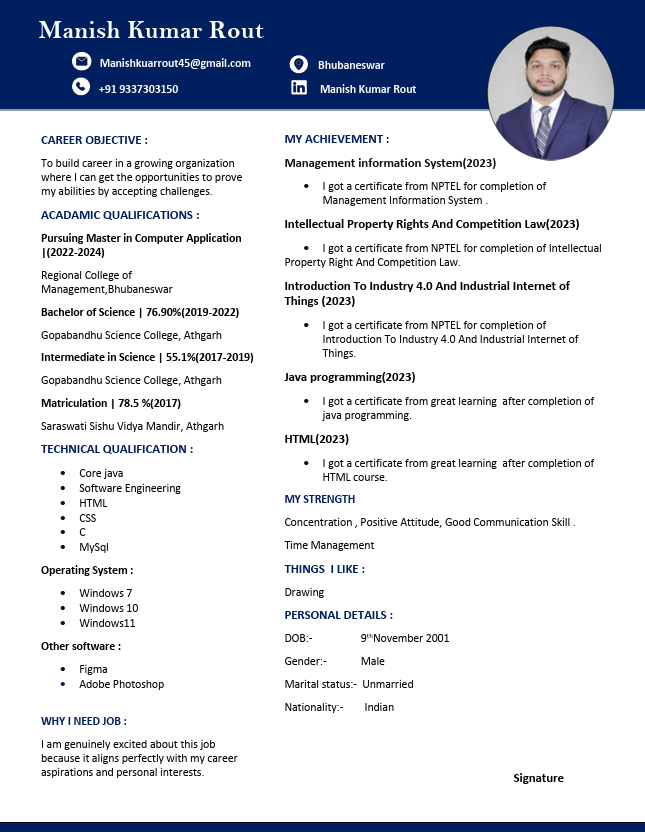 Manish Kumar Rout
Manishkuarrout45@gmail.com
Bhubaneswar
+91 9337303150
Manish Kumar Rout
CAREER OBJECTIVE :
To build career in a growing organization
where I can get the opportunities to prove
my abilities by accepting challenges.
ACADAMIC QUALIFICATIONS :
Pursuing Master in Computer Application
|(2022-2024)
Regional College of
Management,Bhubaneswar
Bachelor of Science | 76.90%(2019-2022)
Gopabandhu Science College, Athgarh
Intermediate in Science | 55.1%(2017-2019)
Gopabandhu Science College, Athgarh
Matriculation | 78.5 %(2017)
Saraswati Sishu Vidya Mandir, Athgarh
TECHNICAL QUALIFICATION :
• Core java
• Software Engineering
• HTML
• CSS
• C
• MySql
Operating System :
• Windows 7
• Windows 10
• Windows11
Other software :
• Figma
• Adobe Photoshop
WHY I NEED JOB :
I am genuinely excited about this job
because it aligns perfectly with my career
aspirations and personal interests.
MY ACHIEVEMENT :
Management information System(2023)
• I got a certificate from NPTEL for completion of
Management Information System .
Intellectual Property Rights And Competition Law(2023)
• I got a certificate from NPTEL for completion of Intellectual
Property Right And Competition Law.
Introduction To Industry 4.0 And Industrial Internet of
Things (2023)
• I got a certificate from NPTEL for completion of
Introduction To Industry 4.0 And Industrial Internet of
Things.
Java programming(2023)
• I got a certificate from great learning after completion of
java programming.
HTML(2023)
• I got a certificate from great learning after completion of
HTML course.
MY STRENGTH
Concentration , Positive Attitude, Good Communication Skill .
Time Management
THINGS I LIKE :
Drawing
PERSONAL DETAILS :
DOB:- 9thNovember 2001
Gender:- Male
Marital status:- Unmarried
Nationality:- Indian
Signature